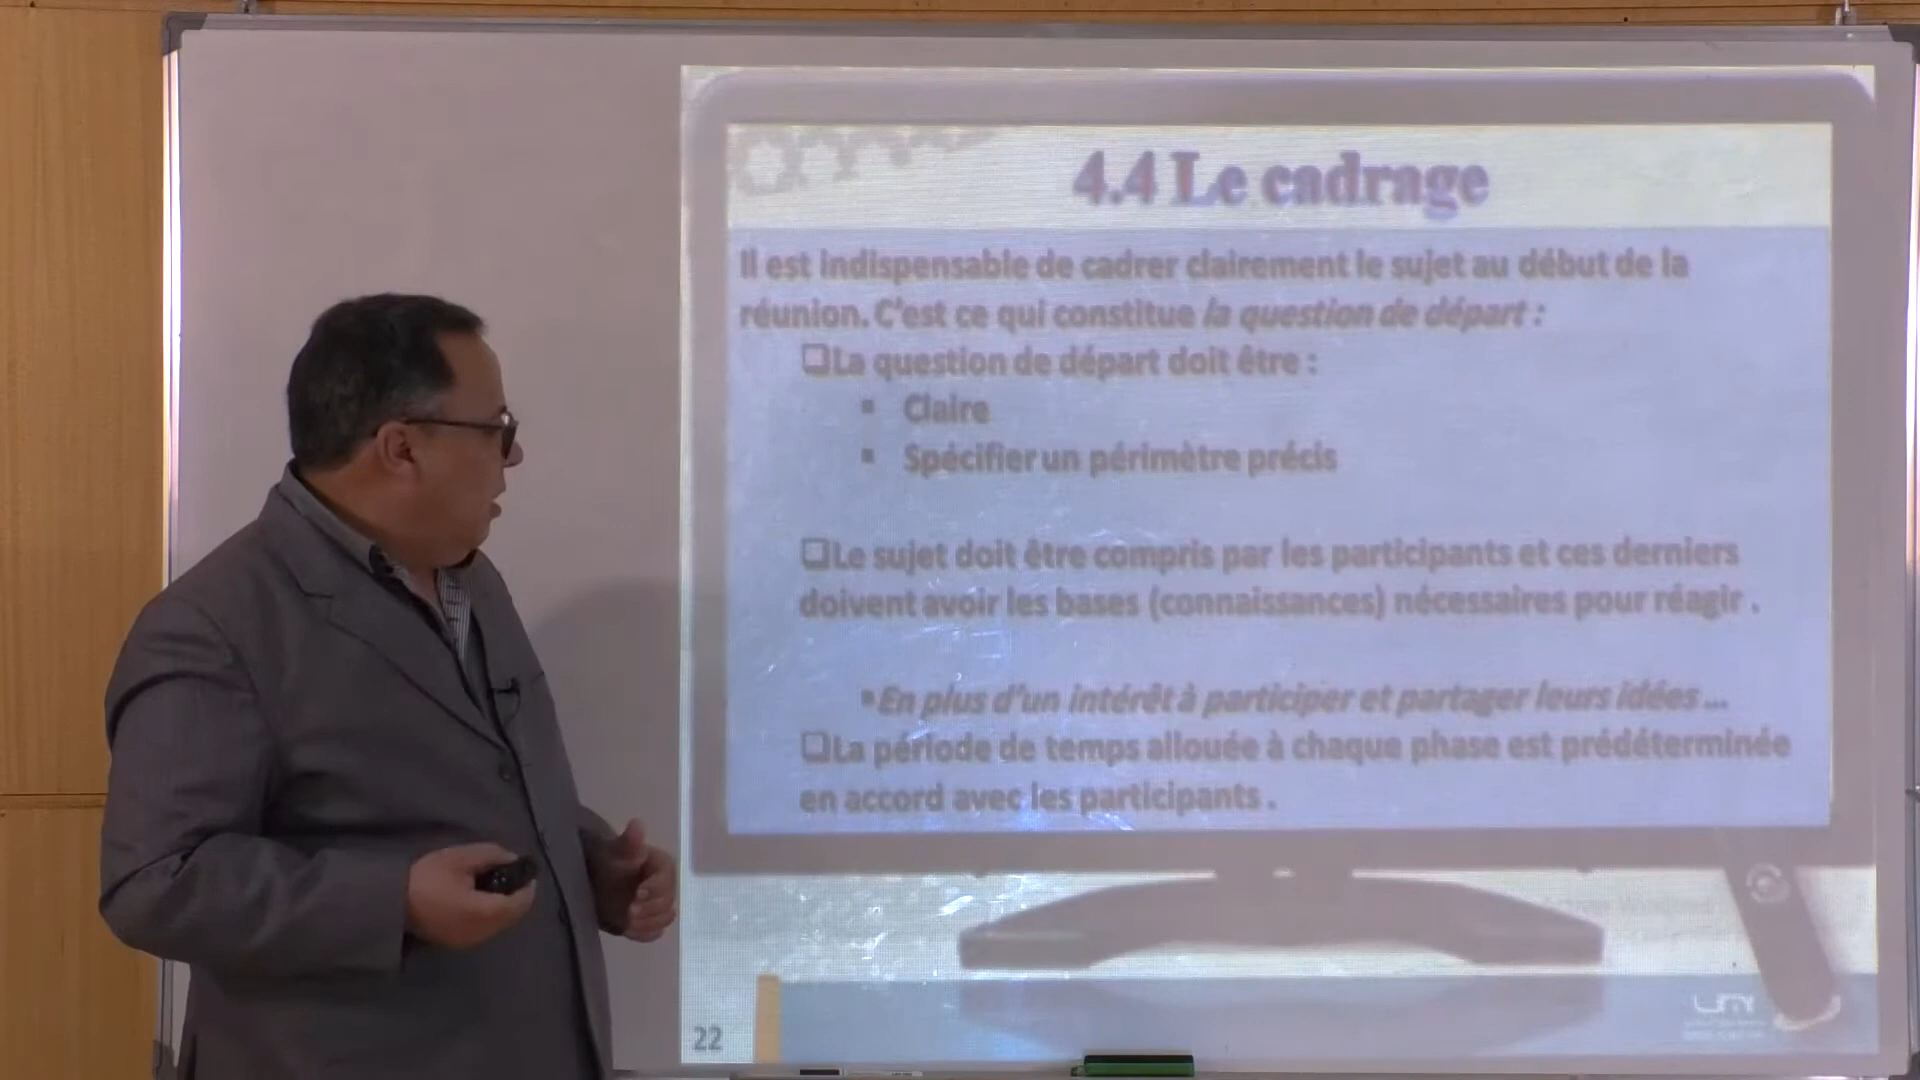 4.4 Le cadrage
Il est indispensable de cadrer clairement le sujet au début de la
réunion. C'est ce qui constitue la question de départ :
❑La question de départ doit être :
▪ Claire
▪ Spécifier un périmètre précis
❑Le sujet doit être compris par les participants et ces derniers
doivent avoir les bases (connaissances) nécessaires pour réagir .
▪En plus d'un intérêt à participer et partager leurs idées ...
❑La période de temps allouée à chaque phase est prédéterminée
en accord avec les participants .
22